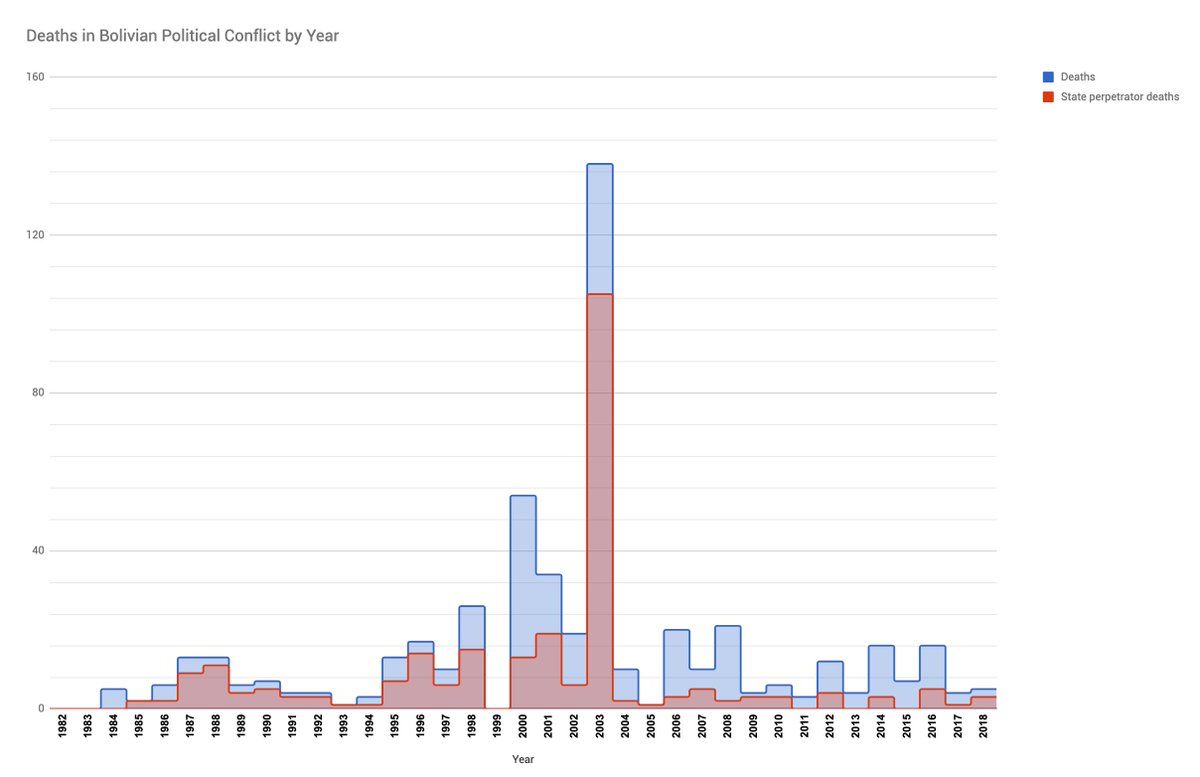 Deaths in Bolivian Political Conflict by Year
Deaths
State perpetrator deaths
160
120
80
40
0
1982 1983 1984 1985 1986 1987 1988 1989 1990 1991 1992 1993 1994 1995 1996 1997 1998 1999 2000 2001 2002 2003 2004 2005 2006 2007 2008 2009 2010 2011 2012 2013 2014 2015 2016 2017 2018
Year